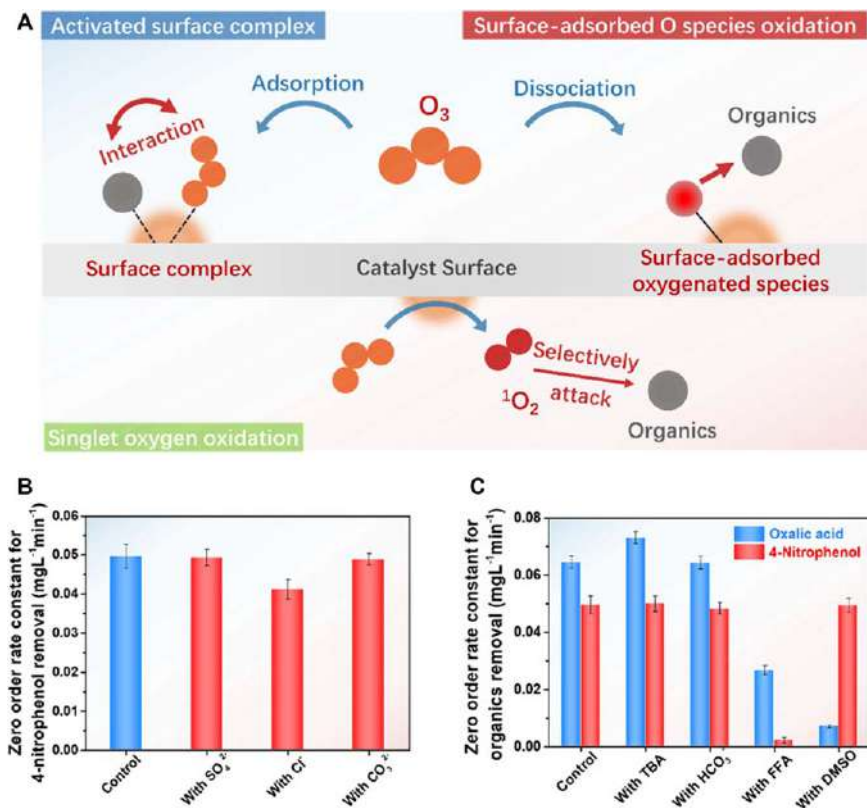 A
Activated surface complex
Surface-adsorbed O species oxidation
Adsorption
O₃
Dissociation
Organics
Interaction
Surface complex
Catalyst Surface
Surface-adsorbed
oxygenated species
Selectively
attack
¹O₂
Organics
Singlet oxygen oxidation
B
Zero order rate constant for
4-nitrophenol removal (mgL⁻¹min⁻¹)
0.06
0.05
0.04
0.03
0.02
0.01
0.00
Control
With SO₄²⁻
With Cl⁻
With CO₃²⁻
C
Zero order rate constant for
organics removal (mgL⁻¹min⁻¹)
0.08
0.06
0.04
0.02
0.00
Oxalic acid
4-Nitrophenol
Control
With TBA
With HCO₃⁻
With FFA
With DMSO